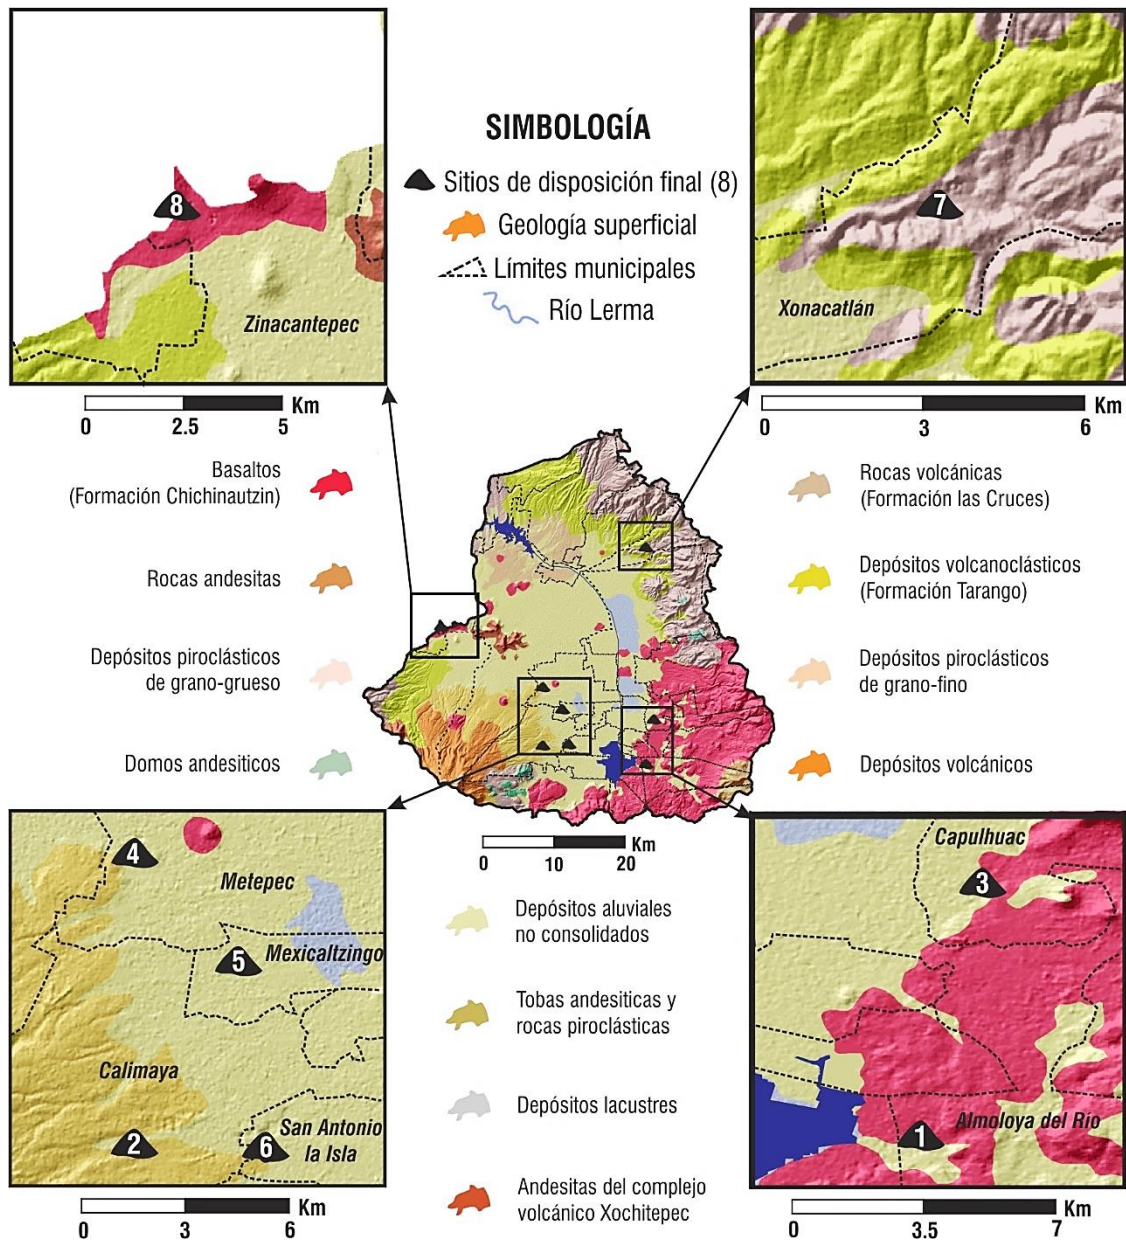 SIMBOLOGÍA
Sitios de disposición final (8)
Geología superficial
Límites municipales
Río Lerma
8
Zinacantepec
0 2.5 5 Km
7
Xonacatlán
0 3 6 Km
Basaltos
(Formación Chichinautzin)
Rocas andesitas
Depósitos piroclásticos
de grano-grueso
Domos andesiticos
Rocas volcánicas
(Formación las Cruces)
Depósitos volcanoclásticos
(Formación Tarango)
Depósitos piroclásticos
de grano-fino
Depósitos volcánicos
0 10 20 Km
4
Metepec
5
Mexicaltzingo
Calimaya
2
6
San Antonio
la Isla
0 3 6 Km
Depósitos aluviales
no consolidados
Tobas andesiticas y
rocas piroclásticas
Depósitos lacustres
Andesitas del complejo
volcánico Xochitepec
Capulhuac
3
Almoloya del Río
1
0 3.5 7 Km